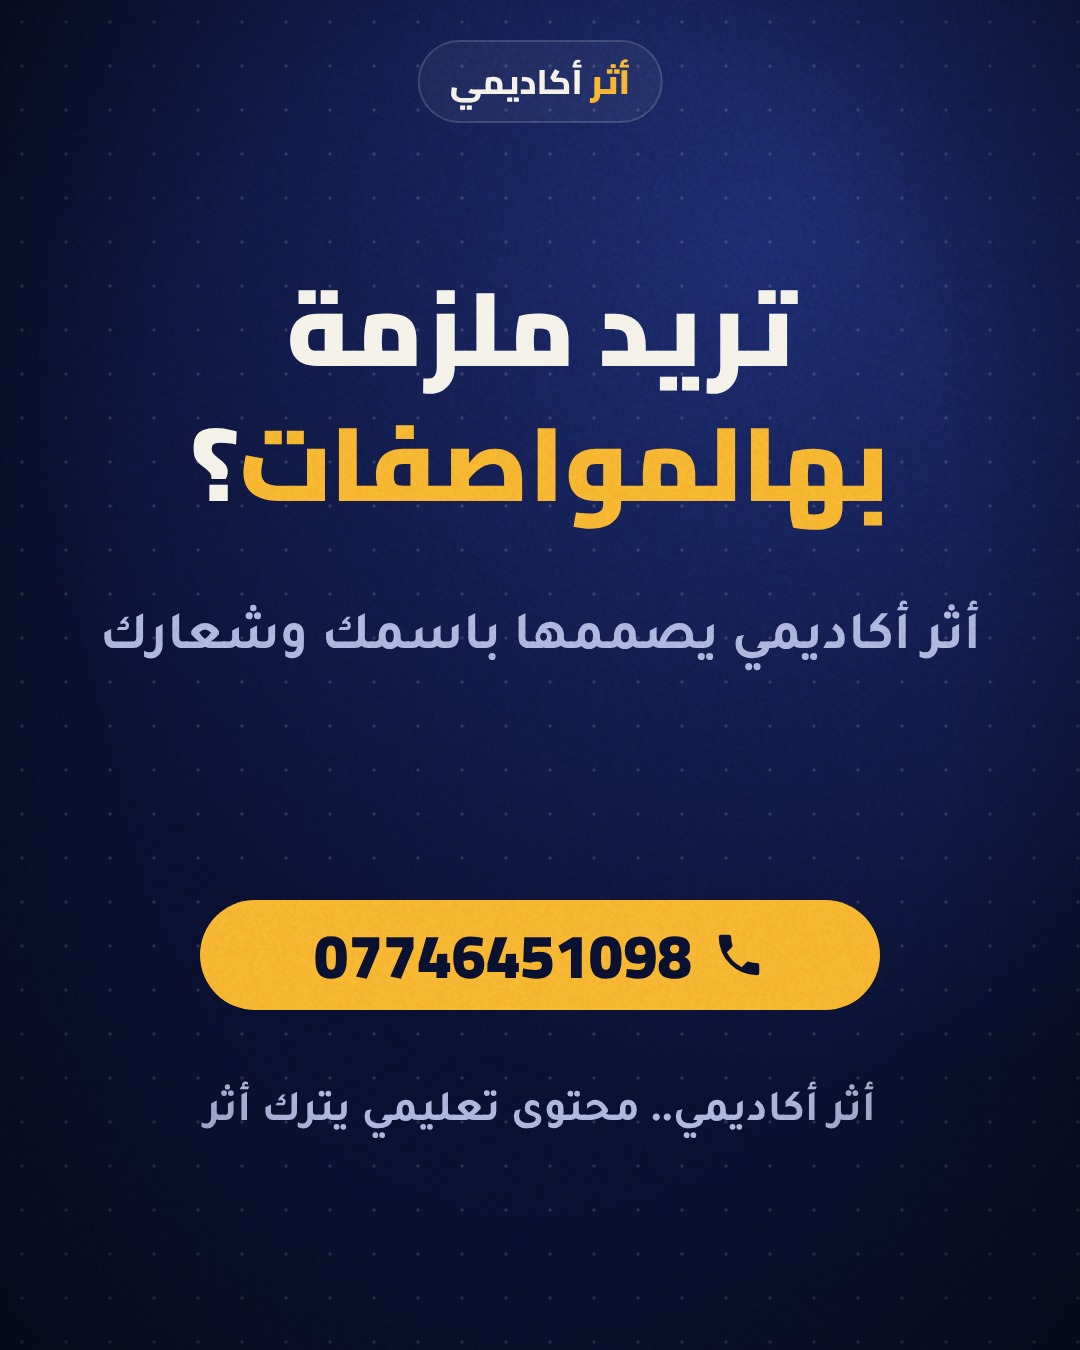 أثر أكاديمي
تريد ملزمة
بهالمواصفات؟
أثر أكاديمي يصممها باسمك وشعارك
07746451098
أثر أكاديمي.. محتوى تعليمي يترك أثر